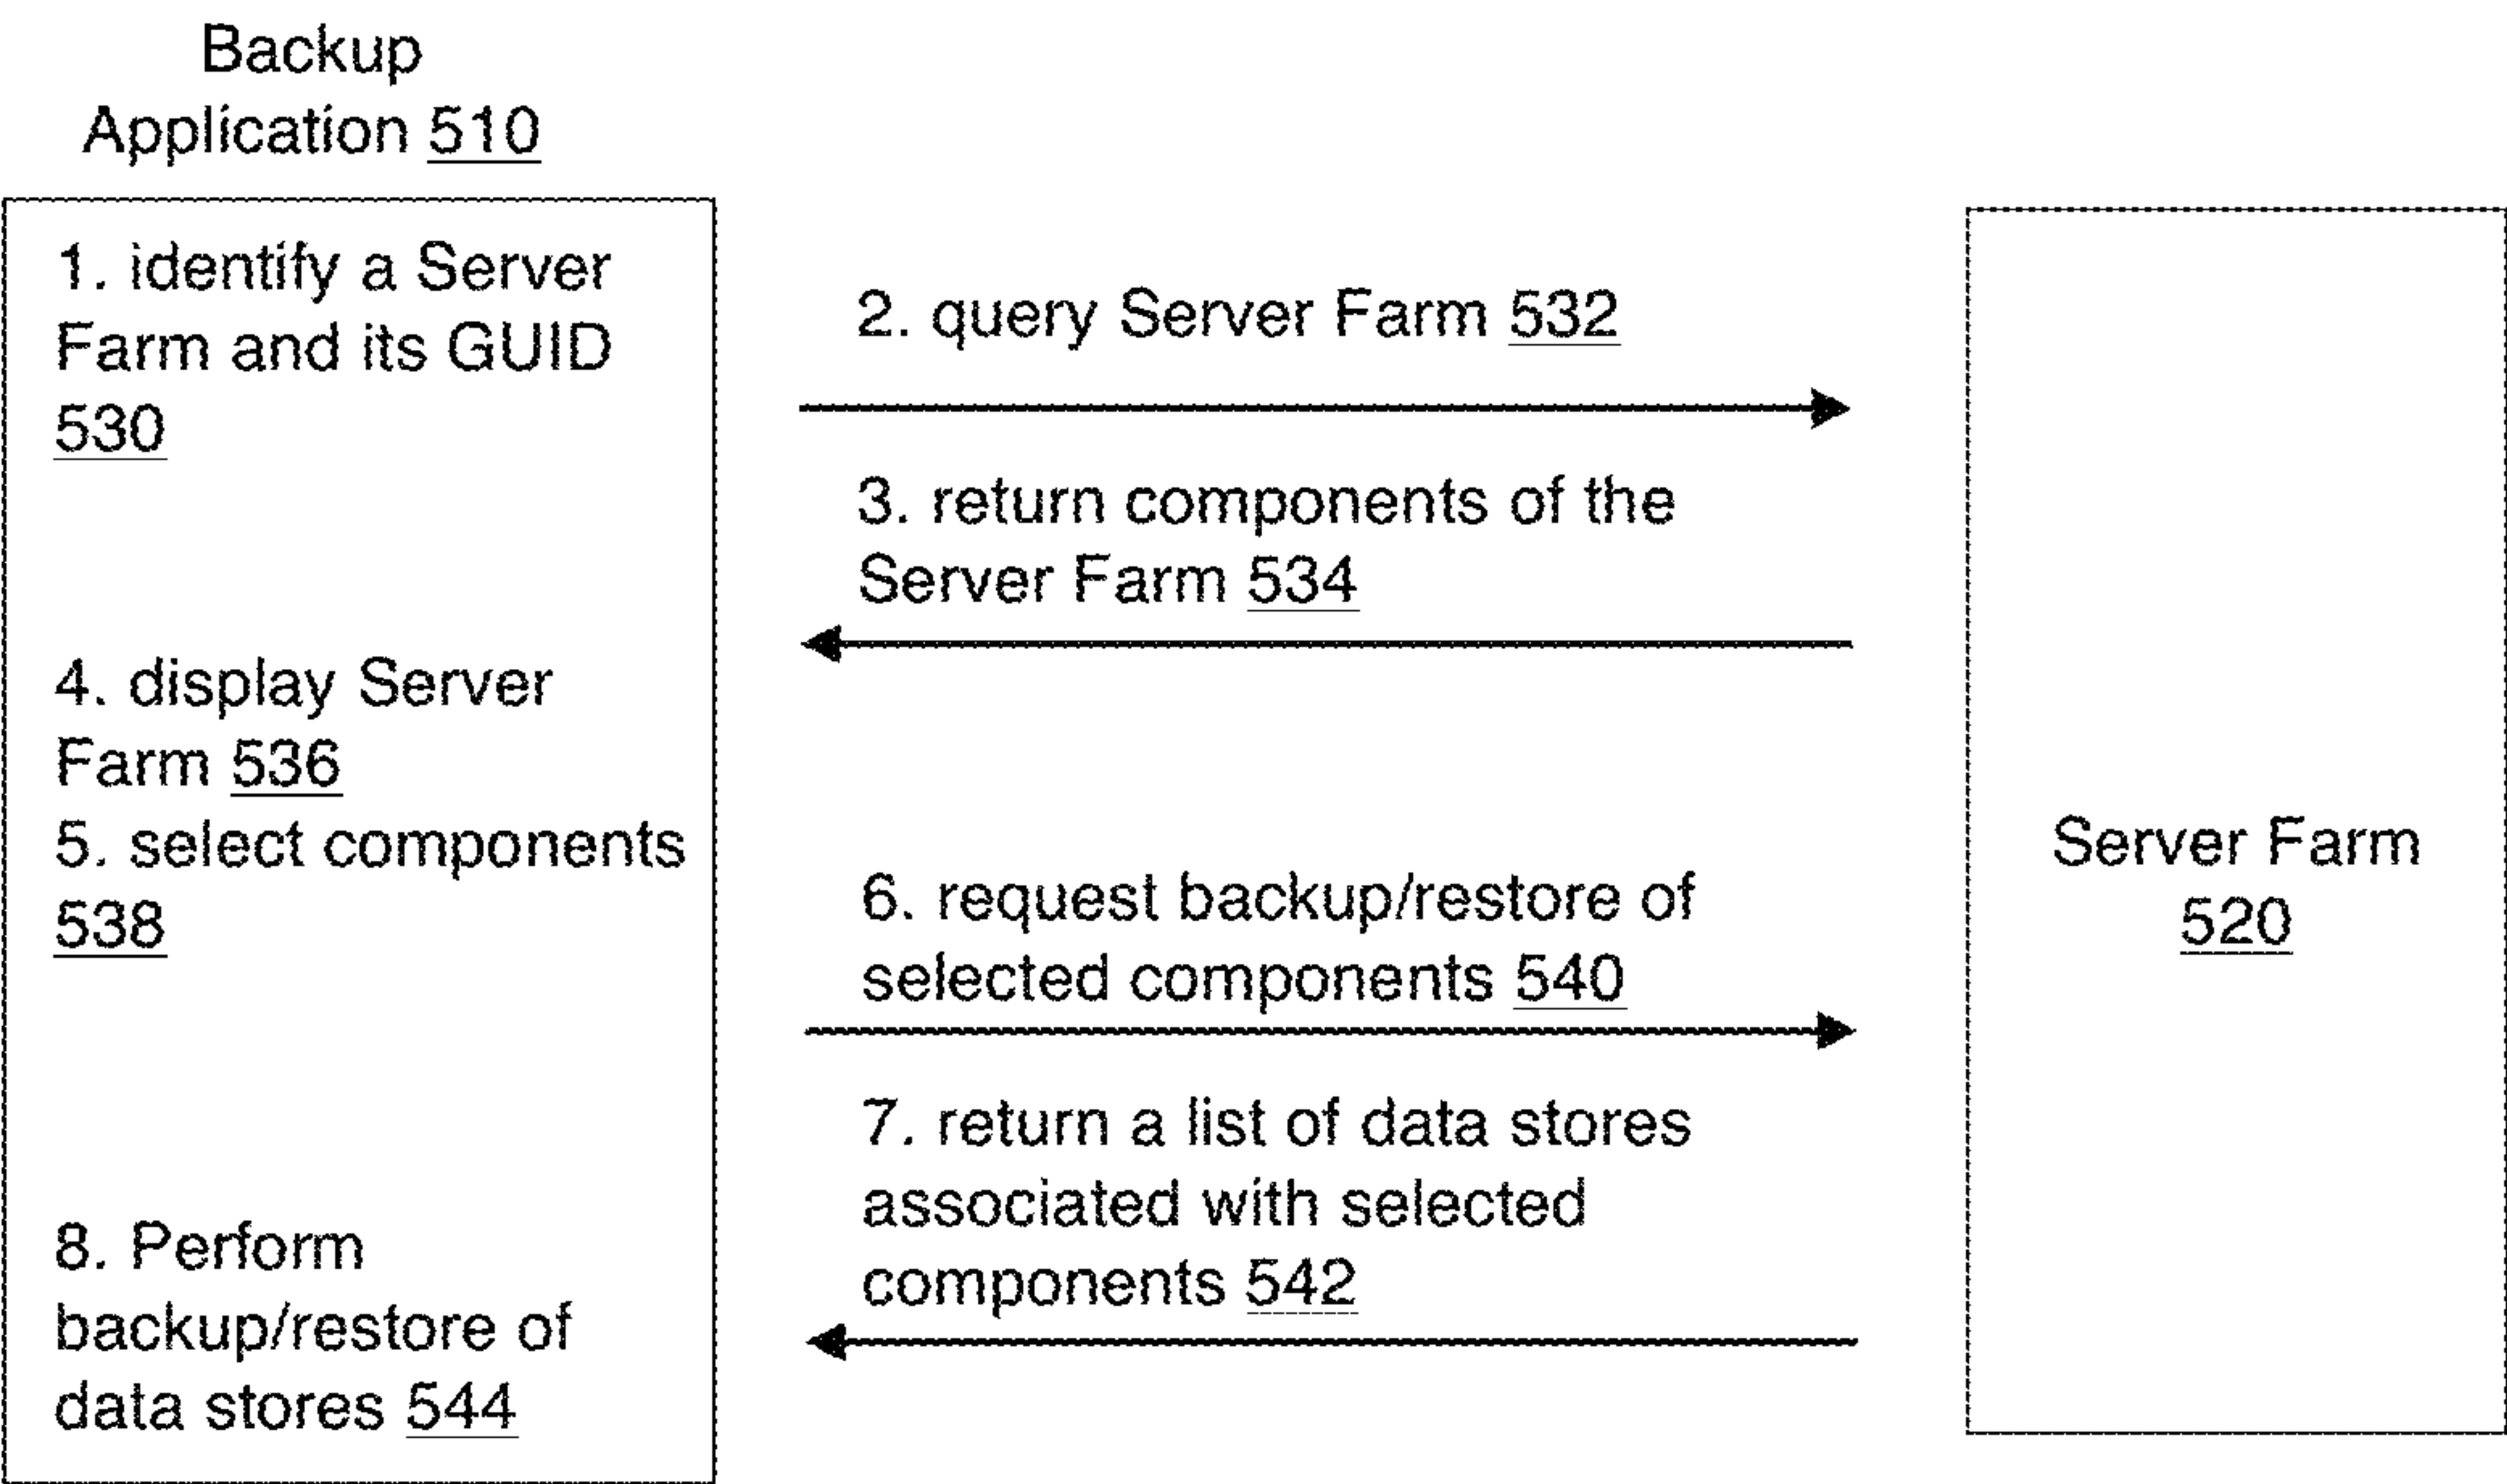 Backup
Application 510
1. identify a Server
Farm and its GUID
530
2. query Server Farm 532
3. return components of the
Server Farm 534
4. display Server
Farm 536
5. select components
538
6. request backup/restore of
selected components 540
7. return a list of data stores
associated with selected
components 542
8. Perform
backup/restore of
data stores 544
Server Farm
520